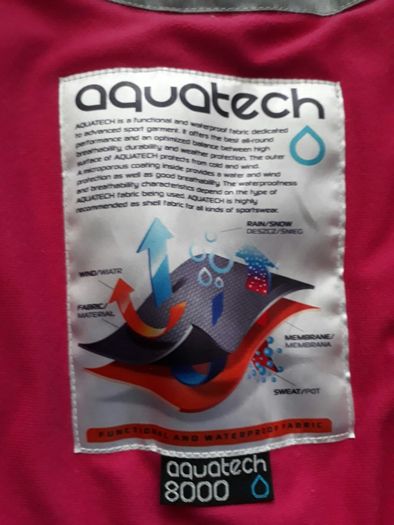 aquatech
AQUATECH is a functional and waterproof fabric dedicated
to advanced sport garment. It offers the best all-round
performance and an optimized balance between high
breathability, durability and weather protection. The outer
surface of AQUATECH protects from cold and wind.
A microporous coating inside provides a water and wind
protection as well as good breathability. The waterproofness
and breathability characteristics depend on the type of
AQUATECH fabric being used. AQUATECH is highly
recommended as shell fabric for all kinds of sportswear.
RAIN/SNOW
DESZCZ/ŚNIEG
WIND/WIATR
FABRIC/
MATERIAL
MEMBRANE/
MEMBRANA
SWEAT/POT
FUNCTIONAL AND WATERPROOF FABRIC
aquatech
8000